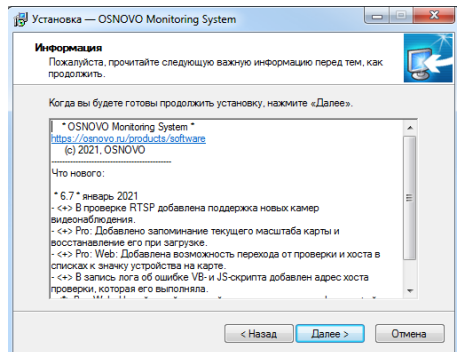 Установка — OSNOVO Monitoring System
Информация
Пожалуйста, прочитайте следующую важную информацию перед тем, как
продолжить.
Когда вы будете готовы продолжить установку, нажмите «Далее».
* OSNOVO Monitoring System *
https://osnovo.ru/products/software
(c) 2021, OSNOVO
----------------------------------------
Что нового:
* 6.7 * январь 2021
- <+> В проверке RTSP добавлена поддержка новых камер
видеонаблюдения.
- <+> Pro: Добавлено запоминание текущего масштаба карты и
восстановление его при загрузке.
- <+> Pro: Web: Добавлена возможность перехода от проверки и хоста в
списках к значку устройства на карте.
- <+> В запись лога об ошибке VB- и JS-скрипта добавлен адрес хоста
проверки, которая его выполняла.
< Назад
Далее >
Отмена